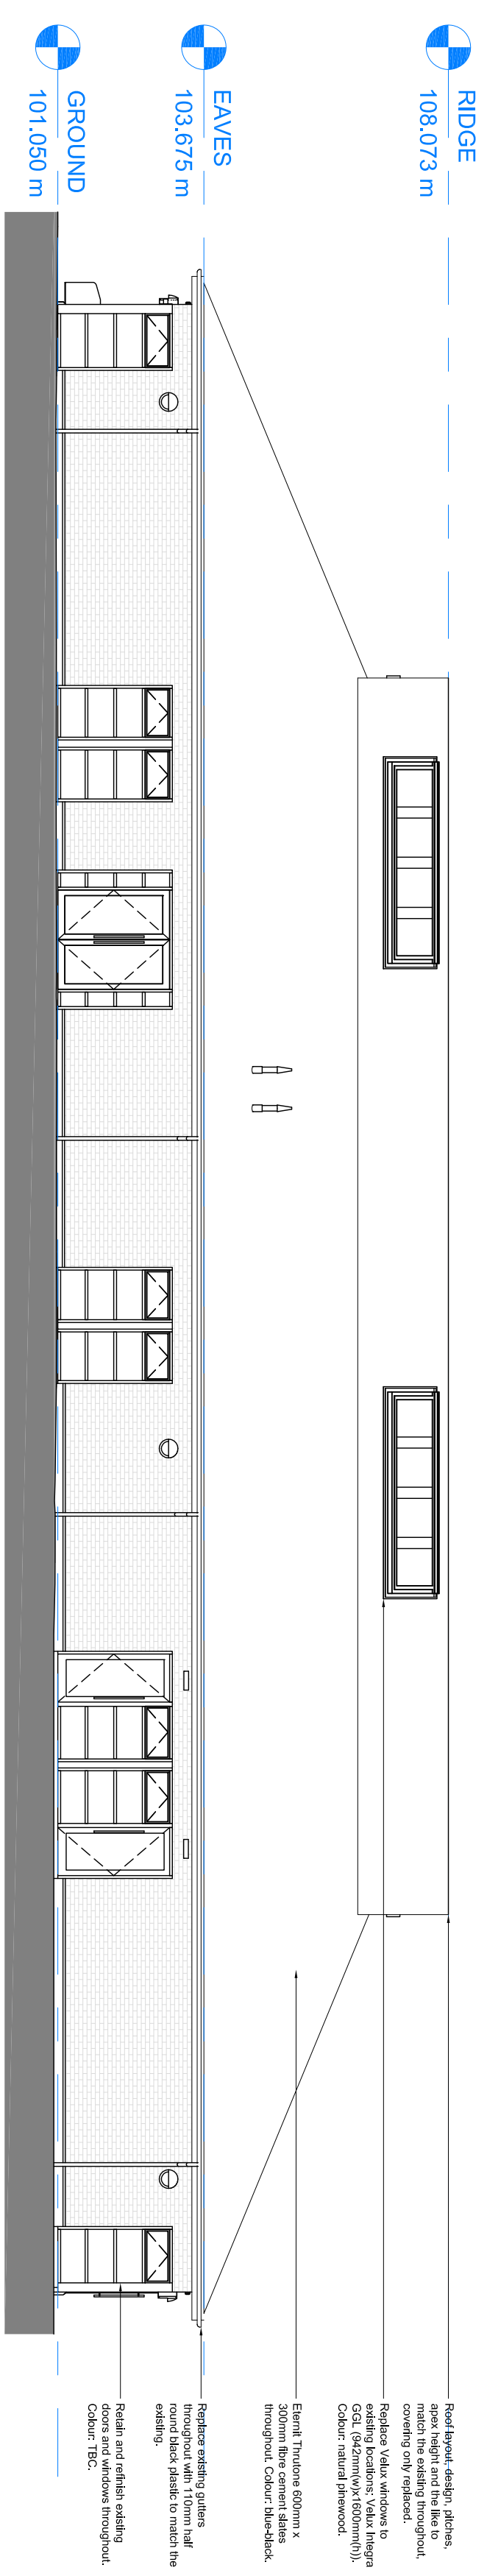 RIDGE
108.073 m
EAVES
103.675 m
GROUND
101.050 m
Roof layout, design, pitches,
apex height and the like to
match the existing throughout,
covering only replaced.
Replace Velux windows to
existing locations; Velux Integra
GGL (942mm(w)x1600mm(h)).
Colour: natural pinewood.
Eternit Thrutone 600mm x
300mm fibre cement slates
throughout. Colour: blue-black.
Replace existing gutters
throughout with 110mm half
round black plastic to match the
existing.
Retain and refinish existing
doors and windows throughout.
Colour: TBC.